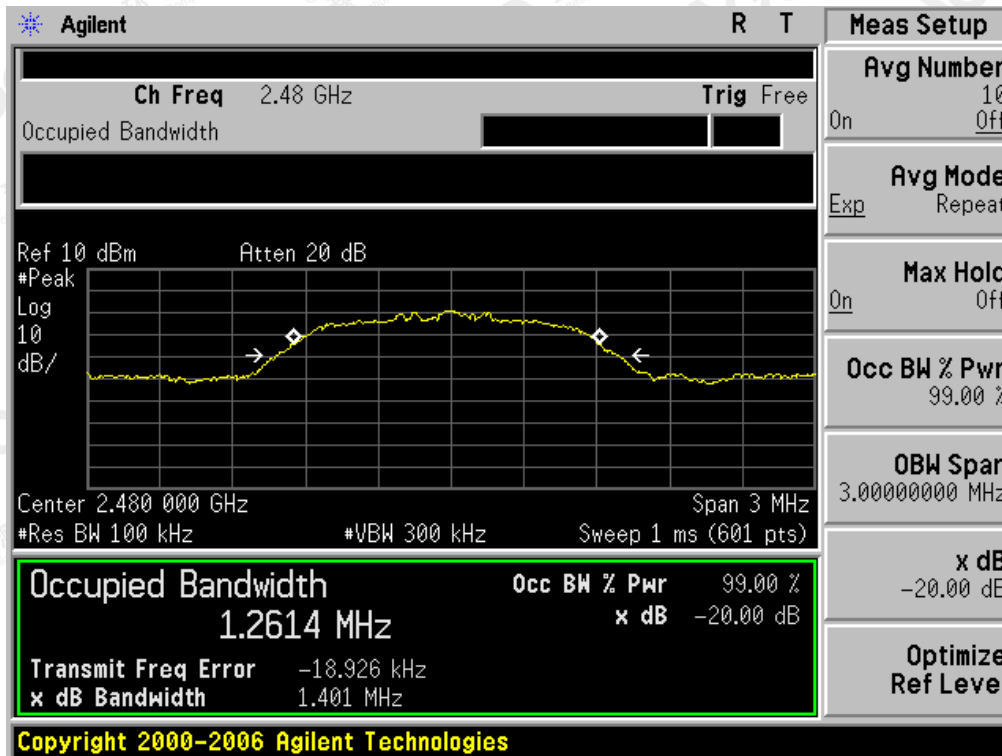 Agilent R T
Meas Setup
Ch Freq 2.48 GHz Trig Free
Occupied Bandwidth
Ref 10 dBm Atten 20 dB
#Peak
Log
10
dB/
Center 2.480 000 GHz Span 3 MHz
#Res BW 100 kHz #VBW 300 kHz Sweep 1 ms (601 pts)
Occupied Bandwidth Occ BW % Pwr 99.00 %
1.2614 MHz x dB -20.00 dB
Transmit Freq Error -18.926 kHz
x dB Bandwidth 1.401 MHz
Copyright 2000-2006 Agilent Technologies
Avg Number
10
On Off
Avg Mode
Exp Repeat
Max Hold
On Off
Occ BW % Pwr
99.00 %
OBW Span
3.00000000 MHz
x dB
-20.00 dB
Optimize
Ref Level